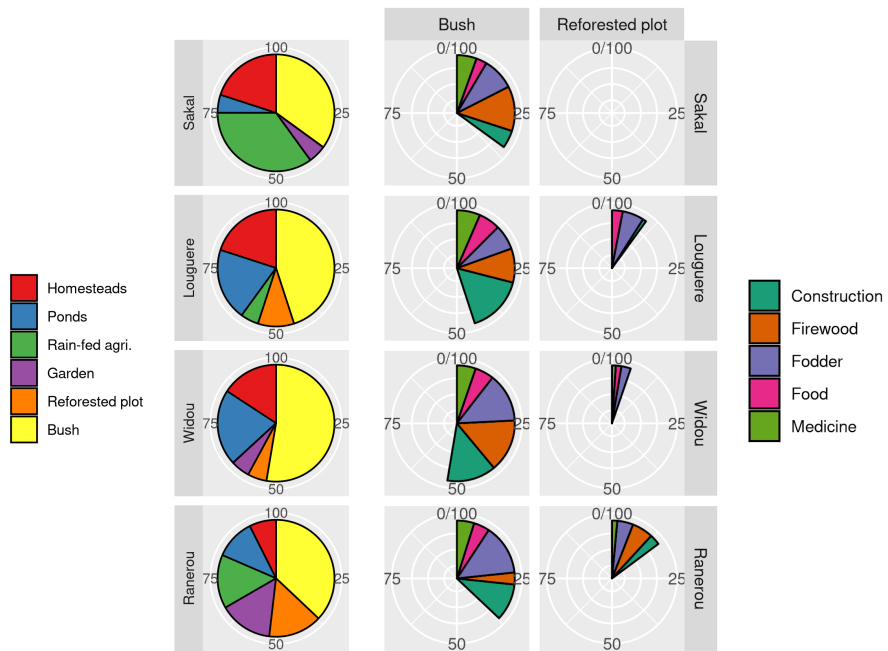 Bush
Reforested plot
Sakal
100
75
25
50
0/100
75
25
50
0/100
75
25
50
Sakal
Louguere
100
75
25
50
0/100
75
25
50
0/100
75
25
50
Louguere
Widou
100
75
25
50
0/100
75
25
50
0/100
75
25
50
Widou
Ranerou
100
75
25
50
0/100
75
25
50
0/100
75
25
50
Ranerou
Homesteads
Ponds
Rain-fed agri.
Garden
Reforested plot
Bush
Construction
Firewood
Fodder
Food
Medicine